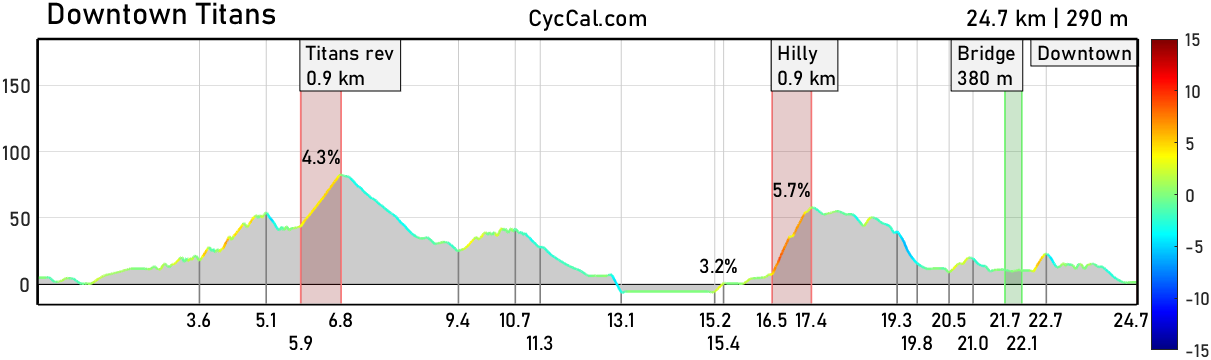 Downtown Titans
CycCal.com
24.7 km | 290 m
Titans rev
0.9 km
Hilly
0.9 km
Bridge
380 m
Downtown
150
100
50
0
4.3%
3.2%
5.7%
3.6 5.1 6.8 9.4 10.7 13.1 15.2 16.5 17.4 19.3 20.5 21.7 22.7 24.7
5.9 11.3 15.4 19.8 21.0 22.1
15
10
5
0
-5
-10
-15